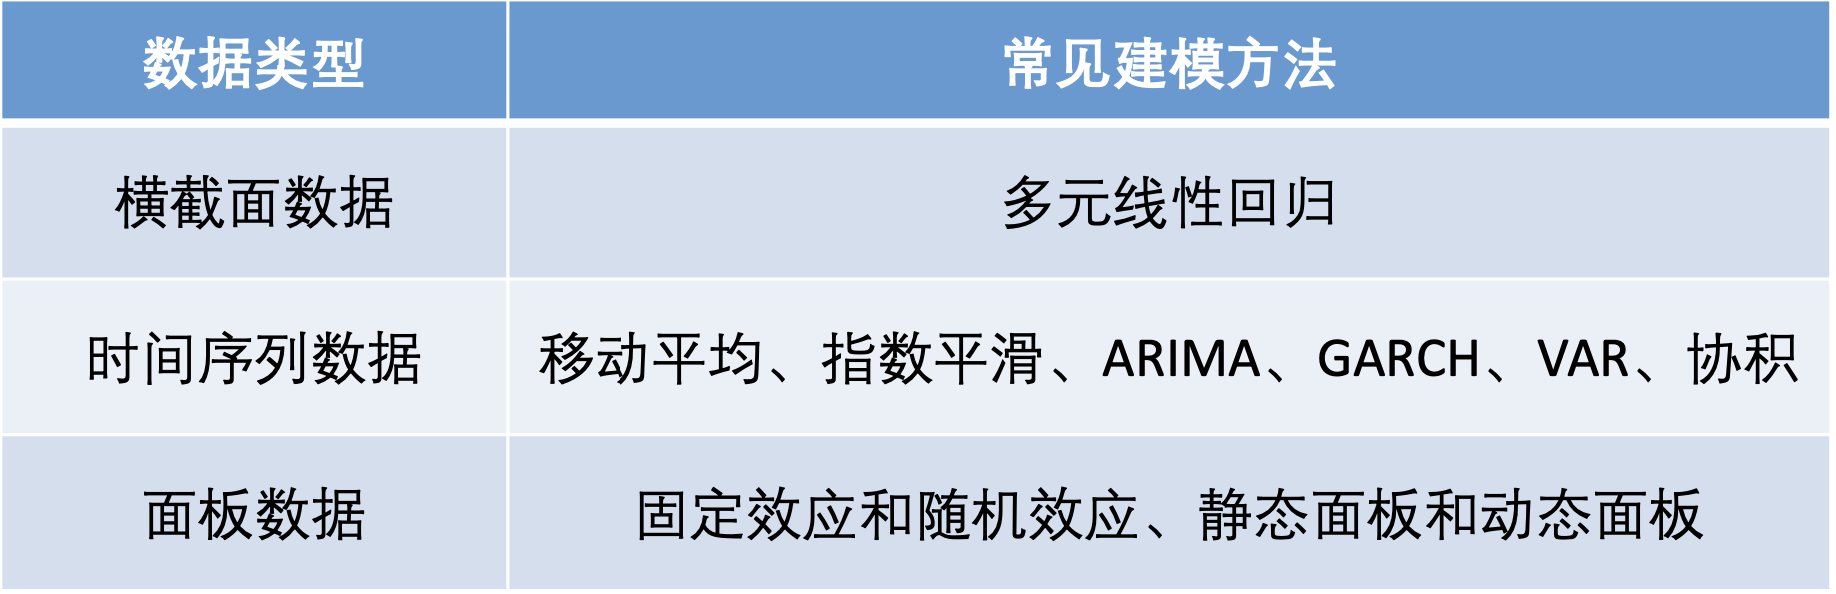 数据类型 常见建模方法
横截面数据 多元线性回归
时间序列数据 移动平均、指数平滑、ARIMA、GARCH、VAR、协积
面板数据 固定效应和随机效应、静态面板和动态面板